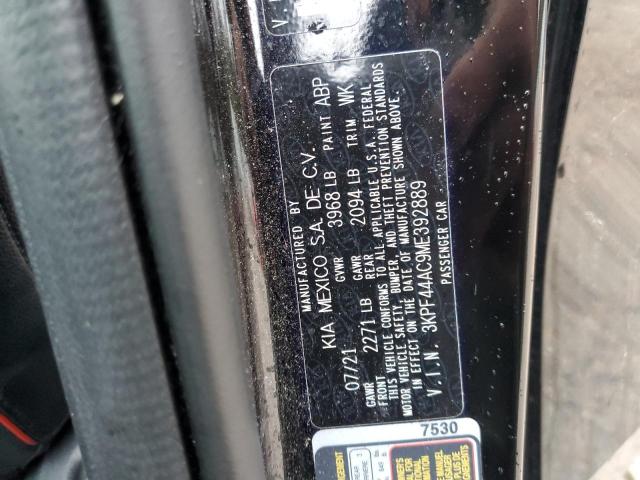 MANUFACTURED BY
KIA MEXICO S.A. DE C.V.
07/21 GVWR 3968 LB PAINT ABP
GAWR FRONT 2271 LB GAWR REAR 2094 LB TRIM WK
THIS VEHICLE CONFORMS TO ALL APPLICABLE U.S.A. FEDERAL
MOTOR VEHICLE SAFETY, BUMPER, AND THEFT PREVENTION STANDARDS
IN EFFECT ON THE DATE OF MANUFACTURE SHOWN ABOVE.
V.I.N. 3KPF44AC9ME392889
PASSENGER CAR
7530